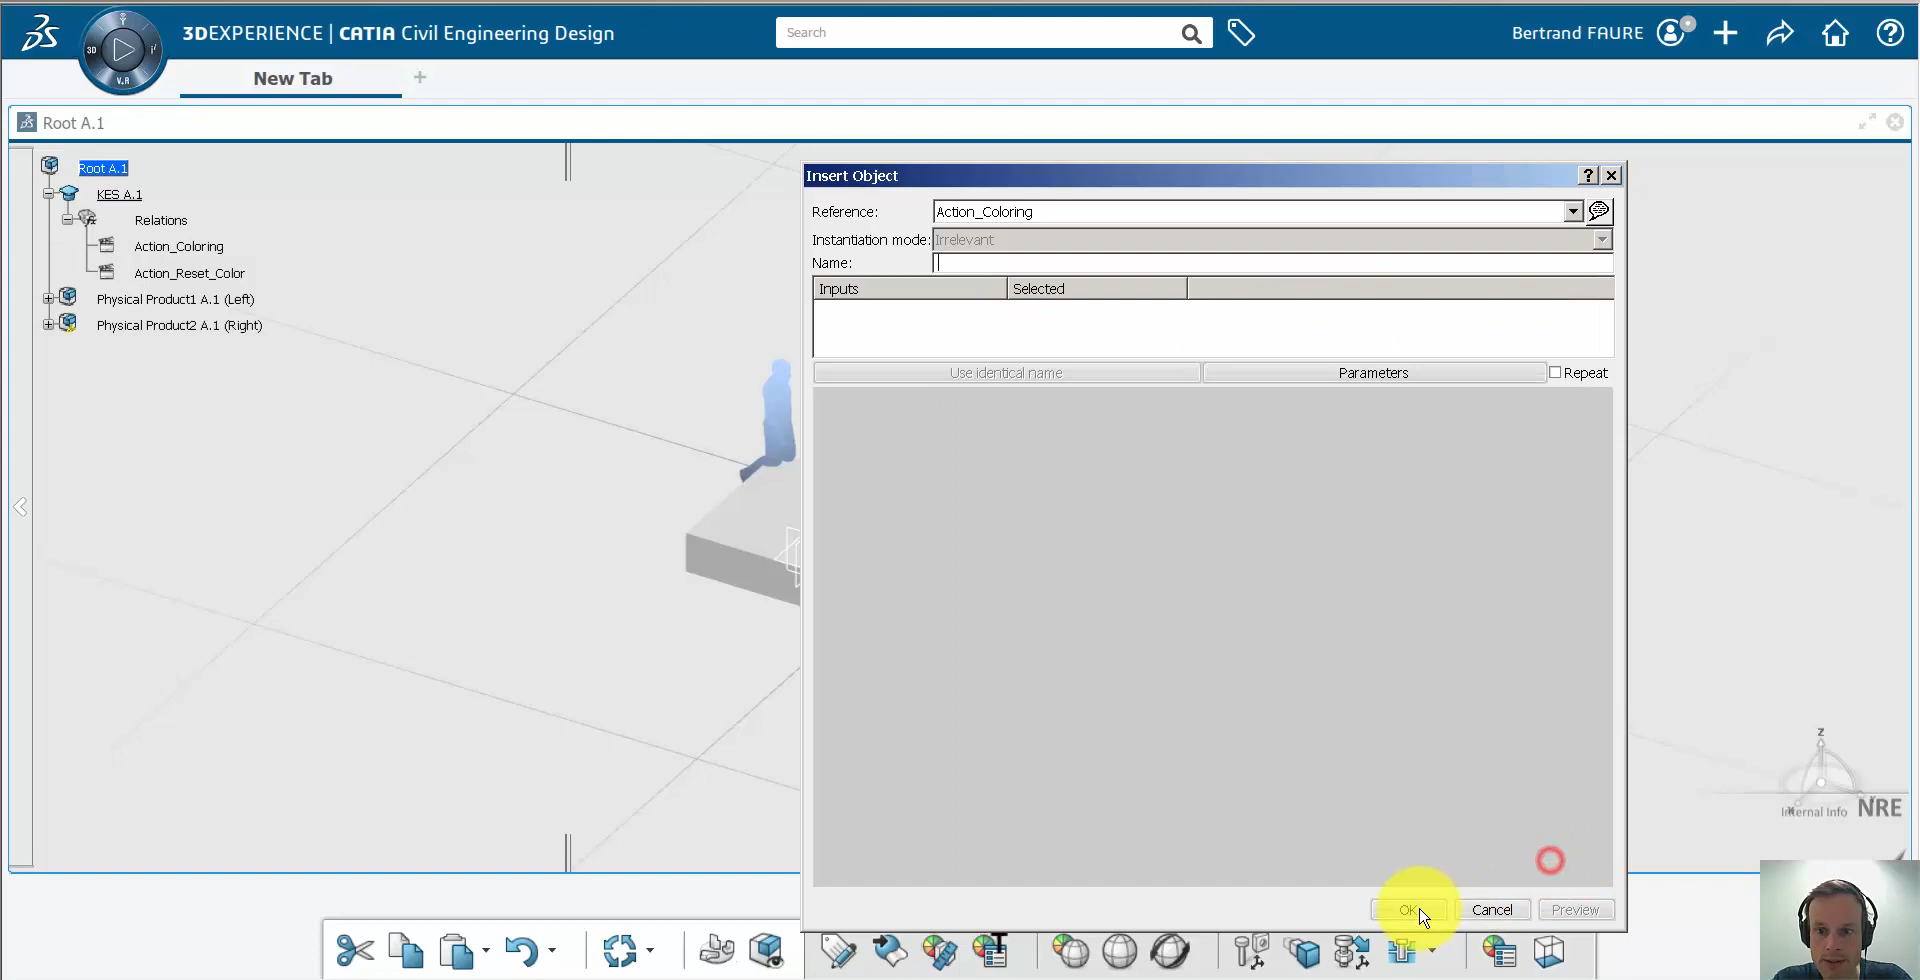 3DEXPERIENCE | CATIA Civil Engineering Design
Search
Bertrand FAURE
3D
V.R
New Tab
Root A.1
Root A.1
KES A.1
Relations
Action_Coloring
Action_Reset_Color
Physical Product1 A.1 (Left)
Physical Product2 A.1 (Right)
Insert Object
Reference:
Action_Coloring
Instantiation mode:
Irrelevant
Name:
Inputs
Selected
Use identical name
Parameters
Repeat
z
Internal Info
NRE
OK
Cancel
Preview